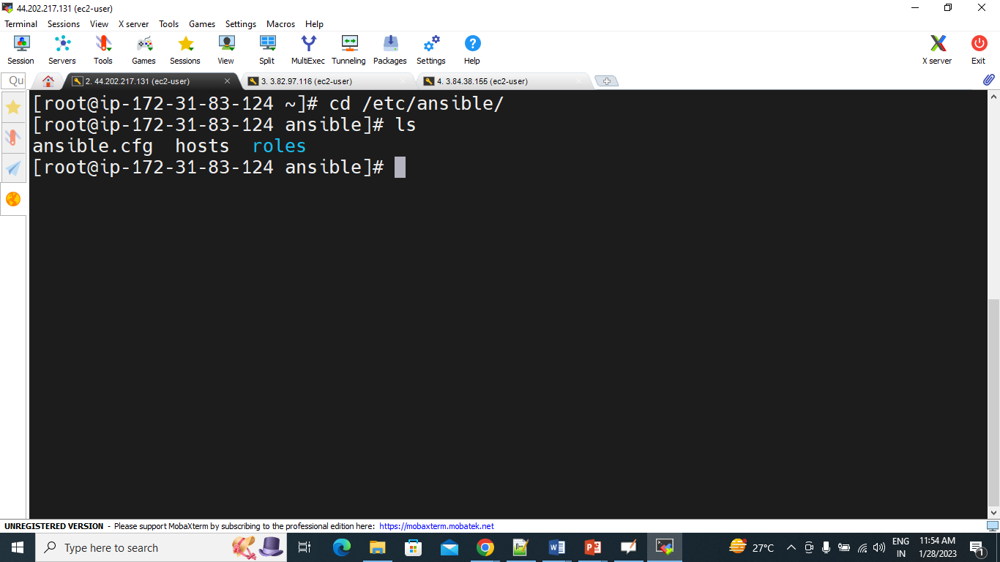 44.202.217.131 (ec2-user)
Terminal Sessions View X server Tools Games Settings Macros Help
Session Servers Tools Games Sessions View Split MultiExec Tunneling Packages Settings Help X server Exit
Qu
2. 44.202.217.131 (ec2-user) 3. 3.82.97.116 (ec2-user) 4. 3.84.38.155 (ec2-user)
[root@ip-172-31-83-124 ~]# cd /etc/ansible/
[root@ip-172-31-83-124 ansible]# ls
ansible.cfg hosts roles
[root@ip-172-31-83-124 ansible]#
UNREGISTERED VERSION - Please support MobaXterm by subscribing to the professional edition here: https://mobaxterm.mobatek.net
Type here to search
27°C
ENG
IN
11:54 AM
1/28/2023
1